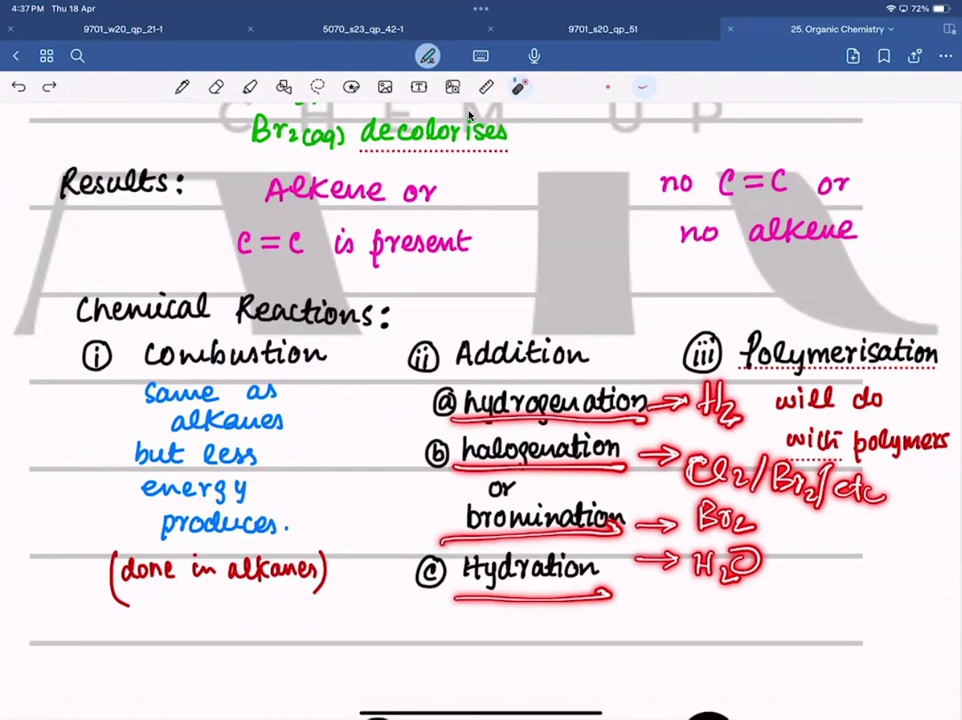 4:37 PM Thu 18 Apr
72%
9701_w20_qp_21-1
5070_s23_qp_42-1
9701_s20_qp_51
25. Organic Chemistry
CHEM UP
Br2(aq) decolorises
Results: Alkene or no C=C or
C=C is present no alkene
Chemical Reactions:
(i) Combustion (ii) Addition (iii) Polymerisation
same as
alkanes
but less
energy
produces.
(done in alkanes)
(a) hydrogenation → H2
(b) halogenation → Cl2/Br2/etc
or
bromination → Br2
(c) Hydration → H2O
will do
with polymers